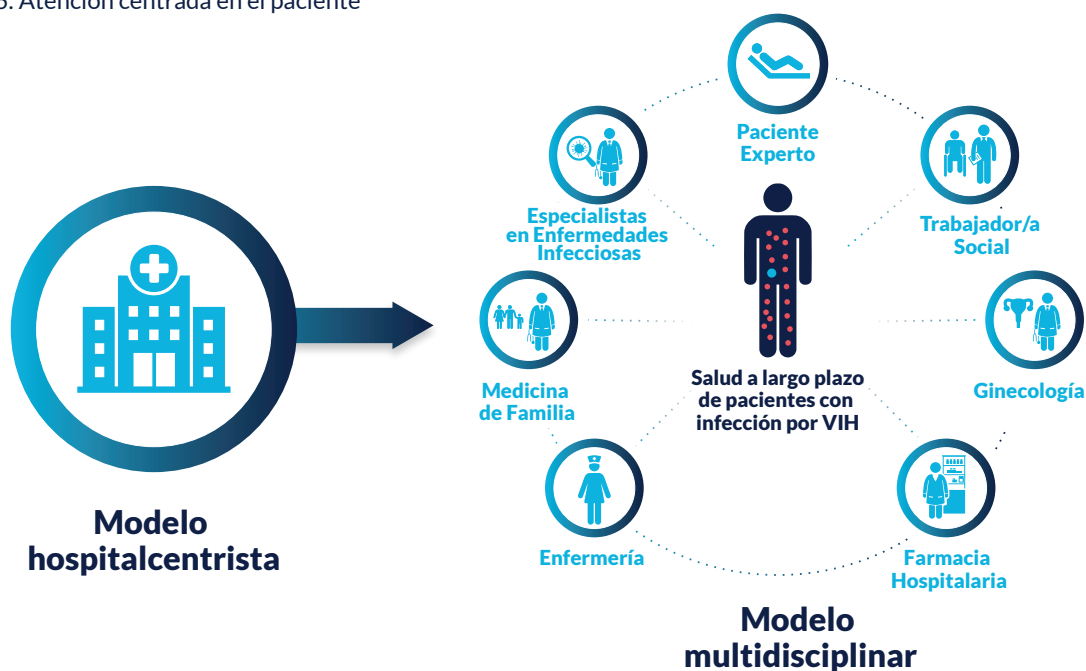 Atención centrada en el paciente
Paciente
Experto
Especialistas
en Enfermedades
Infecciosas
Trabajador/a
Social
Medicina
de Familia
Salud a largo plazo
de pacientes con
infección por VIH
Ginecología
Enfermería
Farmacia
Hospitalaria
Modelo
hospitalcentrista
Modelo
multidisciplinar